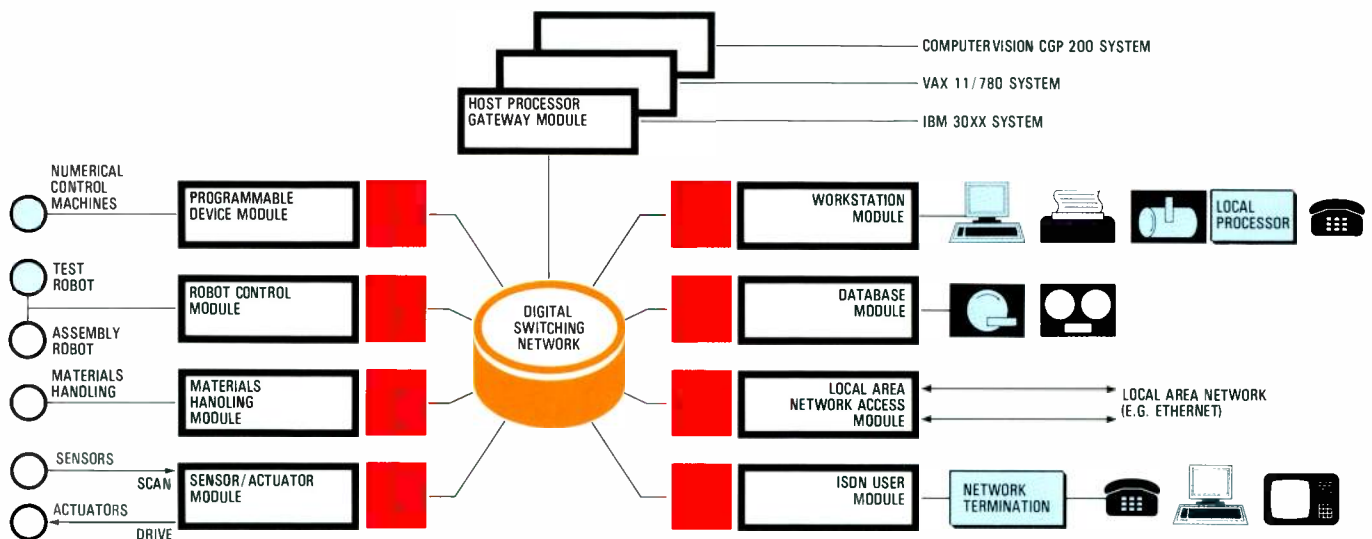 COMPUTERVISION CGP 200 SYSTEM
VAX 11/780 SYSTEM
HOST PROCESSOR
GATEWAY MODULE
IBM 30XX SYSTEM
NUMERICAL
CONTROL
MACHINES
PROGRAMMABLE
DEVICE MODULE
WORKSTATION
MODULE
LOCAL
PROCESSOR
TEST
ROBOT
ROBOT CONTROL
MODULE
ASSEMBLY
ROBOT
DIGITAL
SWITCHING
NETWORK
DATABASE
MODULE
MATERIALS
HANDLING
MATERIALS
HANDLING
MODULE
LOCAL AREA
NETWORK ACCESS
MODULE
LOCAL AREA NETWORK
(E.G. ETHERNET)
SENSORS
SCAN
SENSOR/ACTUATOR
MODULE
ACTUATORS
DRIVE
ISDN USER
MODULE
NETWORK
TERMINATION